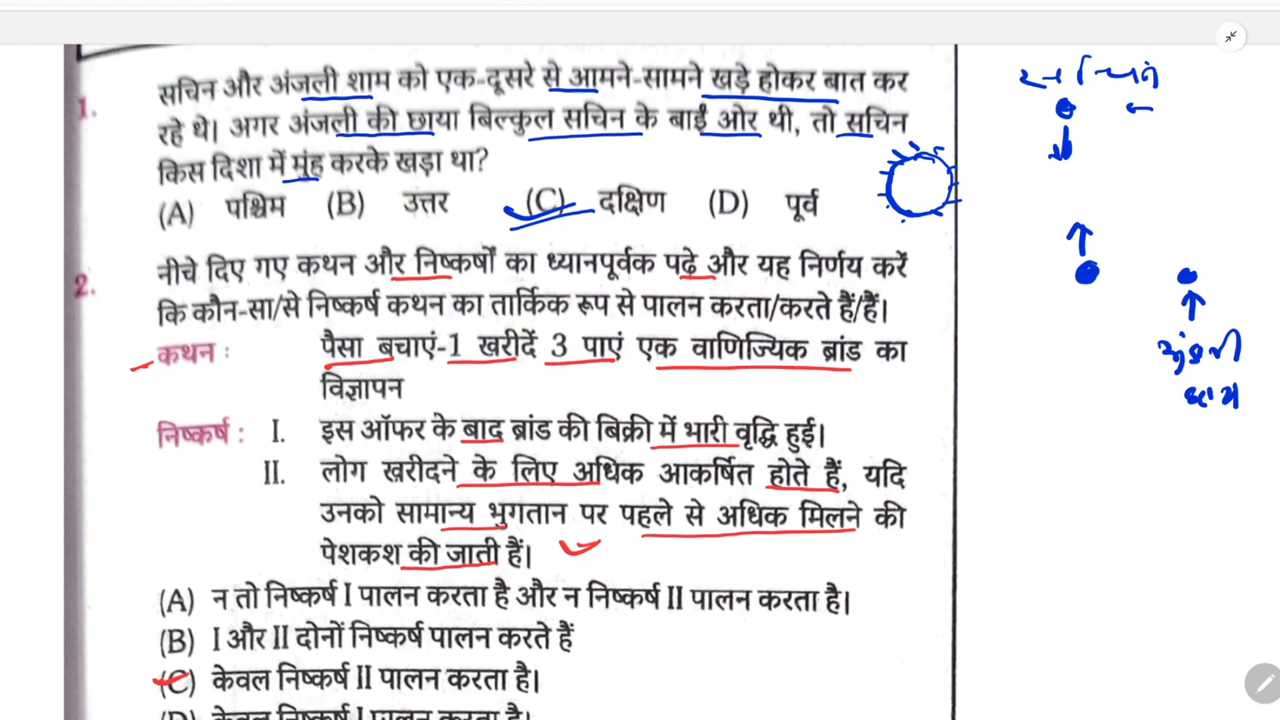 1. सचिन और अंजली शाम को एक-दूसरे से आमने-सामने खड़े होकर बात कर
रहे थे। अगर अंजली की छाया बिल्कुल सचिन के बाईं ओर थी, तो सचिन
किस दिशा में मुंह करके खड़ा था?
(A) पश्चिम (B) उत्तर (C) दक्षिण (D) पूर्व
2. नीचे दिए गए कथन और निष्कर्षों का ध्यानपूर्वक पढ़े और यह निर्णय करें
कि कौन-सा/से निष्कर्ष कथन का तार्किक रूप से पालन करता/करते हैं/हैं।
कथन : पैसा बचाएं-1 खरीदें 3 पाएं एक वाणिज्यिक ब्रांड का
विज्ञापन
निष्कर्ष : I. इस ऑफर के बाद ब्रांड की बिक्री में भारी वृद्धि हुई।
II. लोग खरीदने के लिए अधिक आकर्षित होते हैं, यदि
उनको सामान्य भुगतान पर पहले से अधिक मिलने की
पेशकश की जाती हैं।
(A) न तो निष्कर्ष I पालन करता है और न निष्कर्ष II पालन करता है।
(B) I और II दोनों निष्कर्ष पालन करते हैं
(C) केवल निष्कर्ष II पालन करता है।
(D) केवल निष्कर्ष I पालन करता है।